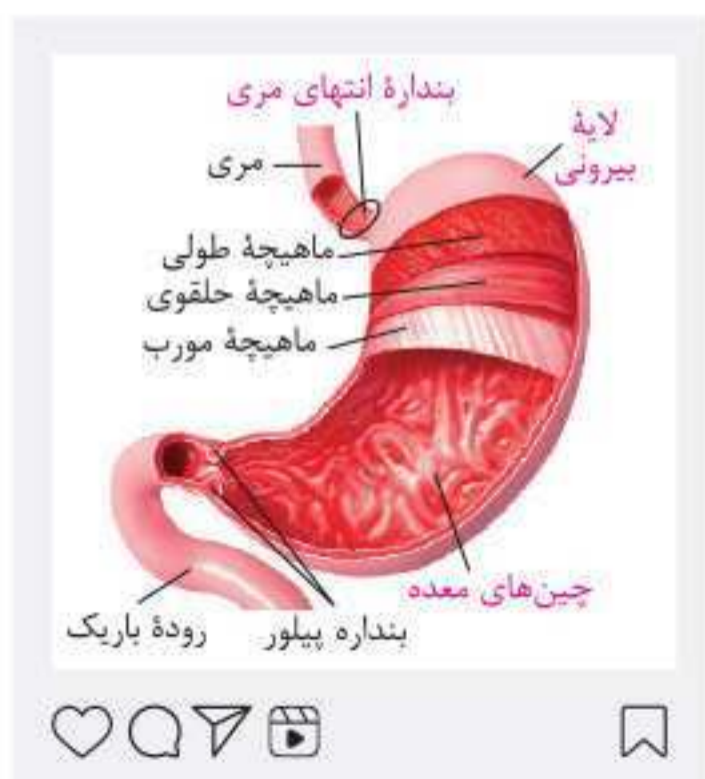 بندارهٔ انتهای مری
لایهٔ
بیرونی
مری
ماهیچهٔ طولی
ماهیچهٔ حلقوی
ماهیچهٔ مورب
چین‌های معده
بنداره پیلور
رودهٔ باریک